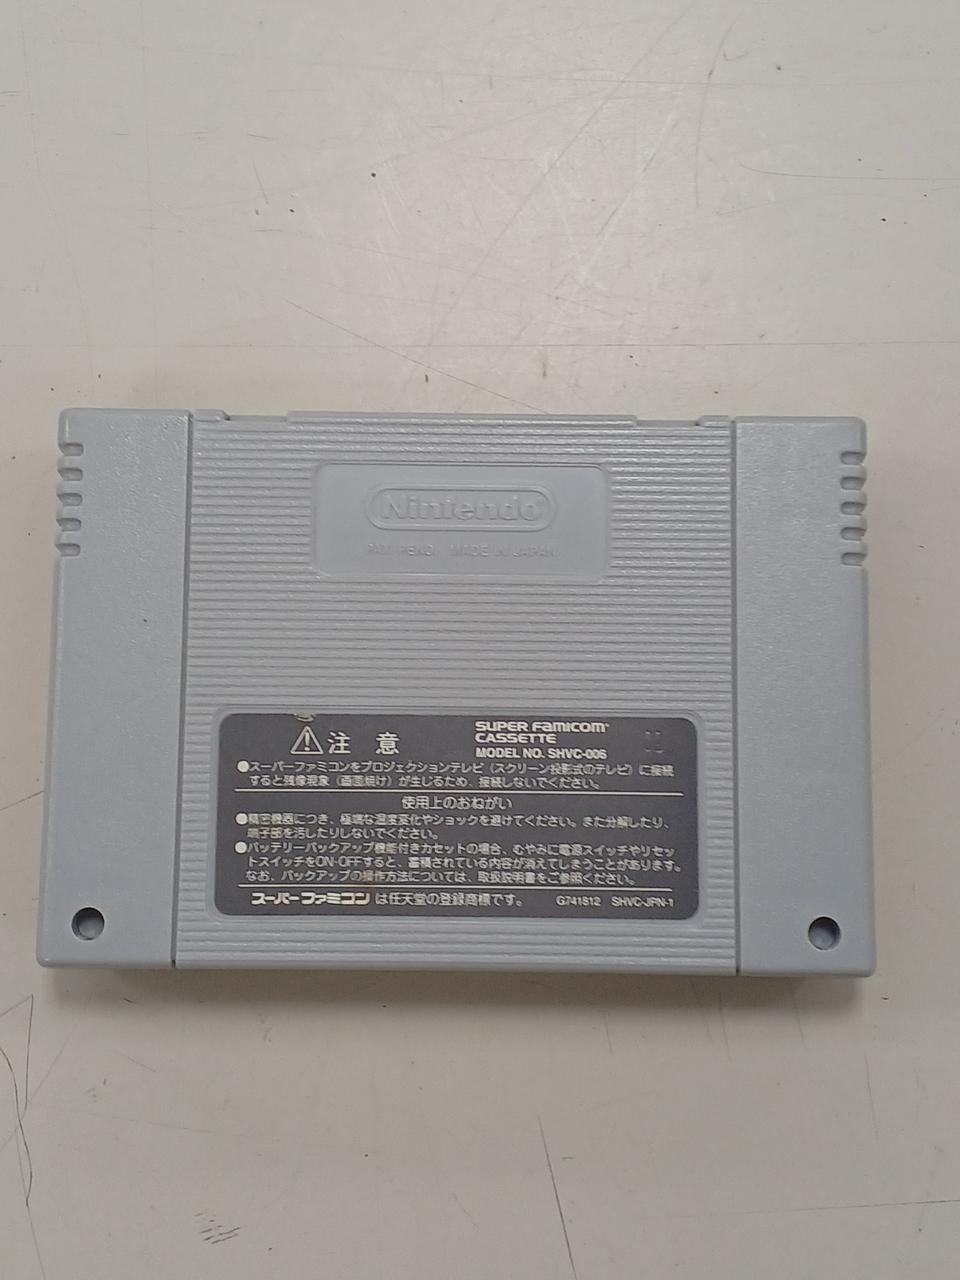 Nintendo
PAT. PEND. MADE IN JAPAN
注意
SUPER FAMICOM
CASSETTE
MODEL NO. SHVC-006
●スーパーファミコンをプロジェクションテレビ（スクリーン投影式のテレビ）に接続
すると残像現象（画面焼け）が生じるため、接続しないでください。
使用上のおねがい
●精密機器につき、極端な温度変化やショックを避けてください。また分解したり、
端子部を汚したりしないでください。
●バッテリーバックアップ機能付きカセットの場合、むやみに電源スイッチやリセッ
トスイッチをON-OFFすると、蓄積されている内容が消えてしまうことがあります。
なお、バックアップの操作方法については、取扱説明書をご参照ください。
スーパーファミコンは任天堂の登録商標です。 G741812 SHVC-JPN-1